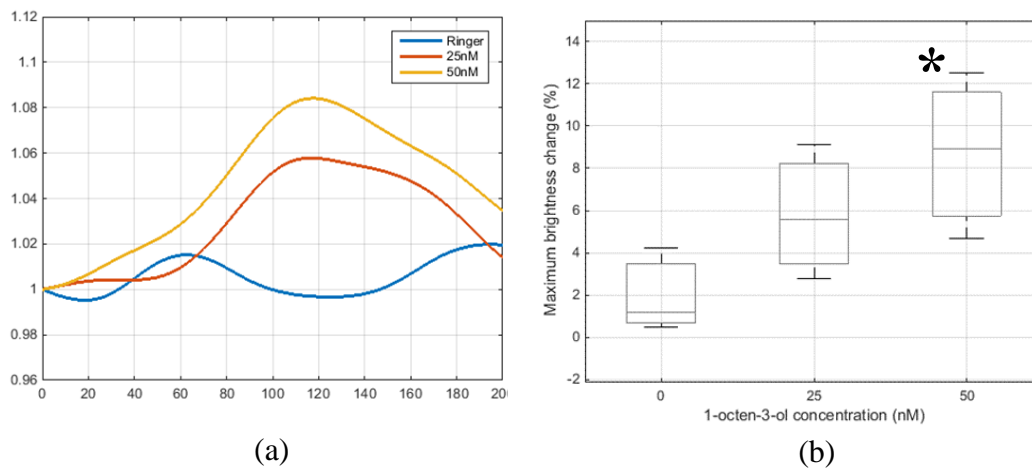 1.12
1.1
1.08
1.06
1.04
1.02
1
0.98
0.96
0 20 40 60 80 100 120 140 160 180 200
Ringer
25nM
50nM
(a)
Maximum brightness change (%)
14
12
10
8
6
4
2
0
-2
*
0 25 50
1-octen-3-ol concentration (nM)
(b)